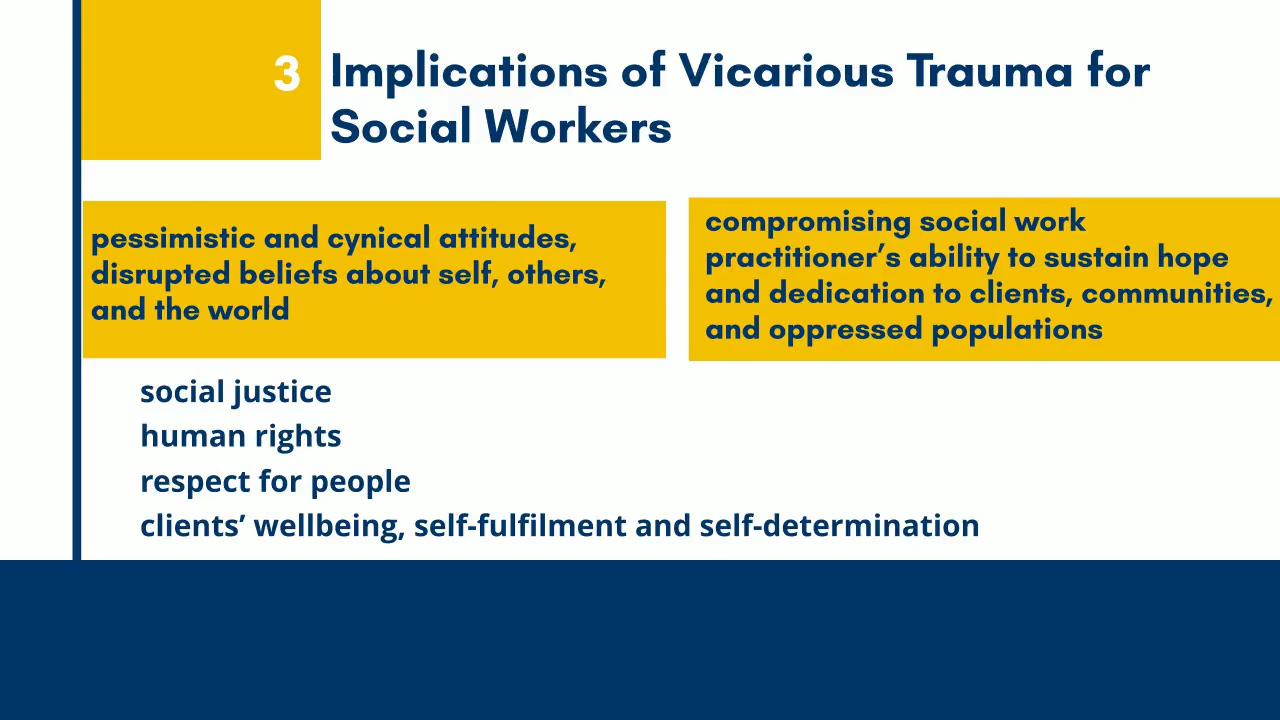 3
Implications of Vicarious Trauma for
Social Workers
pessimistic and cynical attitudes,
disrupted beliefs about self, others,
and the world
compromising social work
practitioner’s ability to sustain hope
and dedication to clients, communities,
and oppressed populations
social justice
human rights
respect for people
clients’ wellbeing, self-fulfilment and self-determination